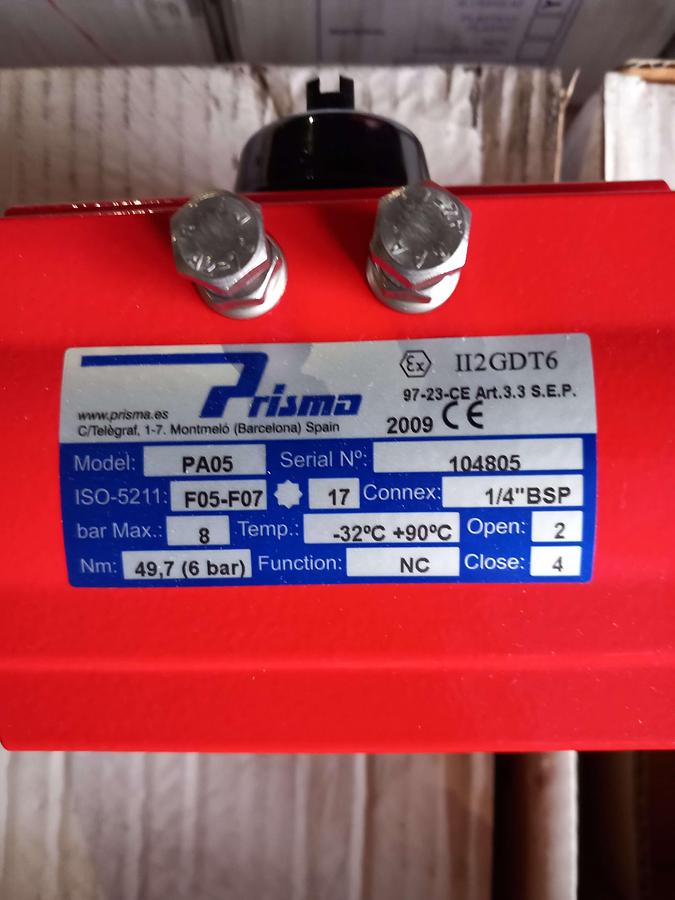 Prisma
Ex II2GDT6
www.prisma.es
97-23-CE Art.3.3 S.E.P.
C/Telègraf, 1-7. Montmeló (Barcelona) Spain
2009 CE
Model: PA05 Serial Nº: 104805
ISO-5211: F05-F07 17 Connex: 1/4"BSP
bar Max.: 8 Temp.: -32ºC +90ºC Open: 2
Nm: 49,7 (6 bar) Function: NC Close: 4